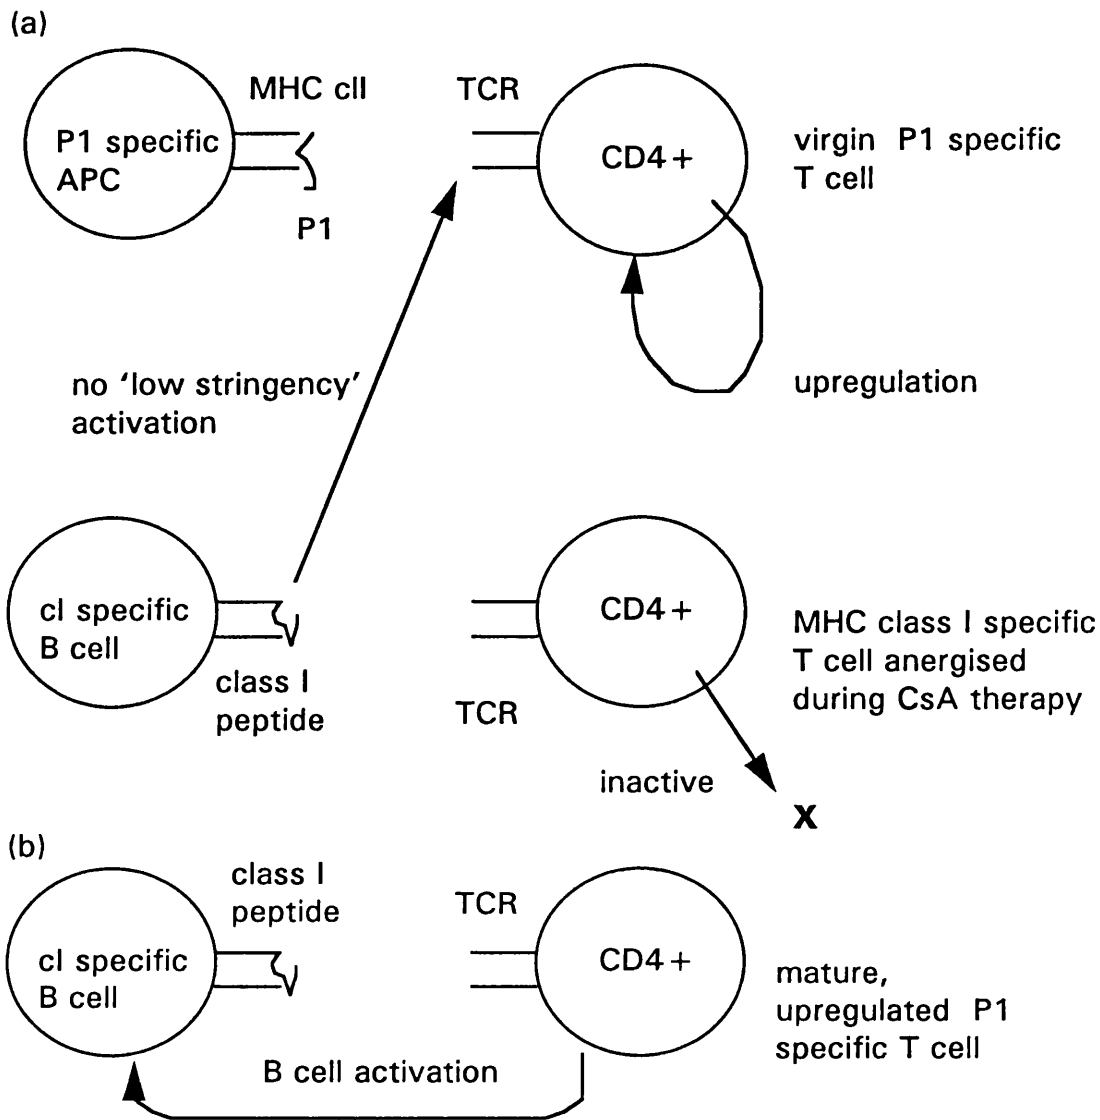 (a)
MHC cII
TCR
P1 specific
APC
P1
CD4+
virgin P1 specific
T cell
no 'low stringency'
activation
upregulation
cI specific
B cell
class I
peptide
TCR
CD4+
MHC class I specific
T cell anergised
during CsA therapy
inactive
X
(b)
class I
peptide
TCR
cI specific
B cell
CD4+
mature,
upregulated P1
specific T cell
B cell activation